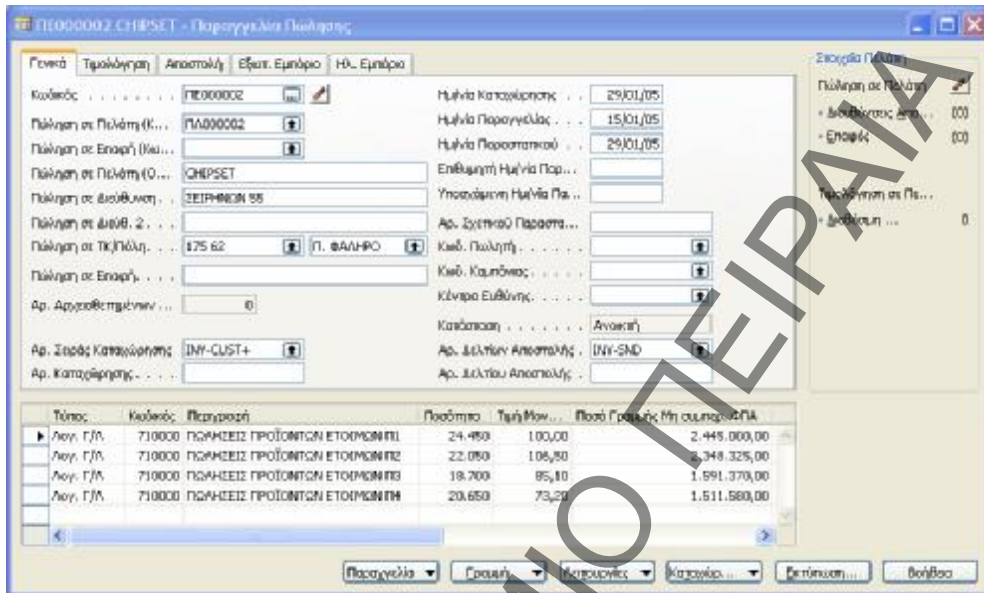 ΠΕ000002 CHIPSET - Παραγγελία Πώλησης
Γενικά Τιμολόγηση Αποστολή Εξωτ. Εμπόριο Ηλ. Εμπόριο
Κωδικός . . . . . . . . ΠΕ000002
Πώληση σε Πελάτη (Κ... ΠΛ000002
Πώληση σε Επαφή (Κω...
Πώληση σε Πελάτη (Ο... CHIPSET
Πώληση σε Διεύθυνση . . ΣΕΙΡΗΝΩΝ 55
Πώληση σε Διεύθ. 2 . . .
Πώληση σε ΤΚ/Πόλη. . . 175 62 Π. ΦΑΛΗΡΟ
Πώληση σε Επαφή. . . . .
Αρ. Αρχειοθετημένων ... 0
Αρ. Σειράς Καταχώρησης INV-CUST+
Αρ. Καταχώρησης. . . . .
Ημ/νία Καταχώρησης . . 29/01/05
Ημ/νία Παραγγελίας . . . 15/01/05
Ημ/νία Παραστατικού . . 29/01/05
Επιθυμητή Ημ/νία Παρ...
Υποσχόμενη Ημ/νία Πα...
Αρ. Σχετικού Παραστα...
Κωδ. Πωλητή. . . . . . .
Κωδ. Καμπάνιας . . . . .
Κέντρο Ευθύνης. . . . . .
Κατάσταση . . . . . . . Ανοικτή
Αρ. Δελτίων Αποστολής . INV-SND
Αρ. Δελτίου Αποστολής .
Στοιχεία Πελάτη
Πώληση σε Πελάτη
- Διευθύνσεις Απο... (0)
- Επαφές (0)
Τιμολόγηση σε Πε...
- Διαθέσιμη ... 0
Τύπος Κωδικός Περιγραφή Ποσότητα Τιμή Μον... Ποσό Γραμμής Μη συμπερ. ΦΠΑ
Λογ. Γ/Λ 710000 ΠΩΛΗΣΕΙΣ ΠΡΟΪΟΝΤΩΝ ΕΤΟΙΜΩΝ Π1 24.450 100,00 2.445.000,00
Λογ. Γ/Λ 710000 ΠΩΛΗΣΕΙΣ ΠΡΟΪΟΝΤΩΝ ΕΤΟΙΜΩΝ Π2 22.050 106,50 2.348.325,00
Λογ. Γ/Λ 710000 ΠΩΛΗΣΕΙΣ ΠΡΟΪΟΝΤΩΝ ΕΤΟΙΜΩΝ Π3 18.700 85,10 1.591.370,00
Λογ. Γ/Λ 710000 ΠΩΛΗΣΕΙΣ ΠΡΟΪΟΝΤΩΝ ΕΤΟΙΜΩΝ Π4 20.650 73,20 1.511.580,00
Παραγγελία Γραμμή Λειτουργίες Καταχώρ... Εκτύπωση... Βοήθεια
ΜΙΟ ΠΕΙΡΑΙΑ